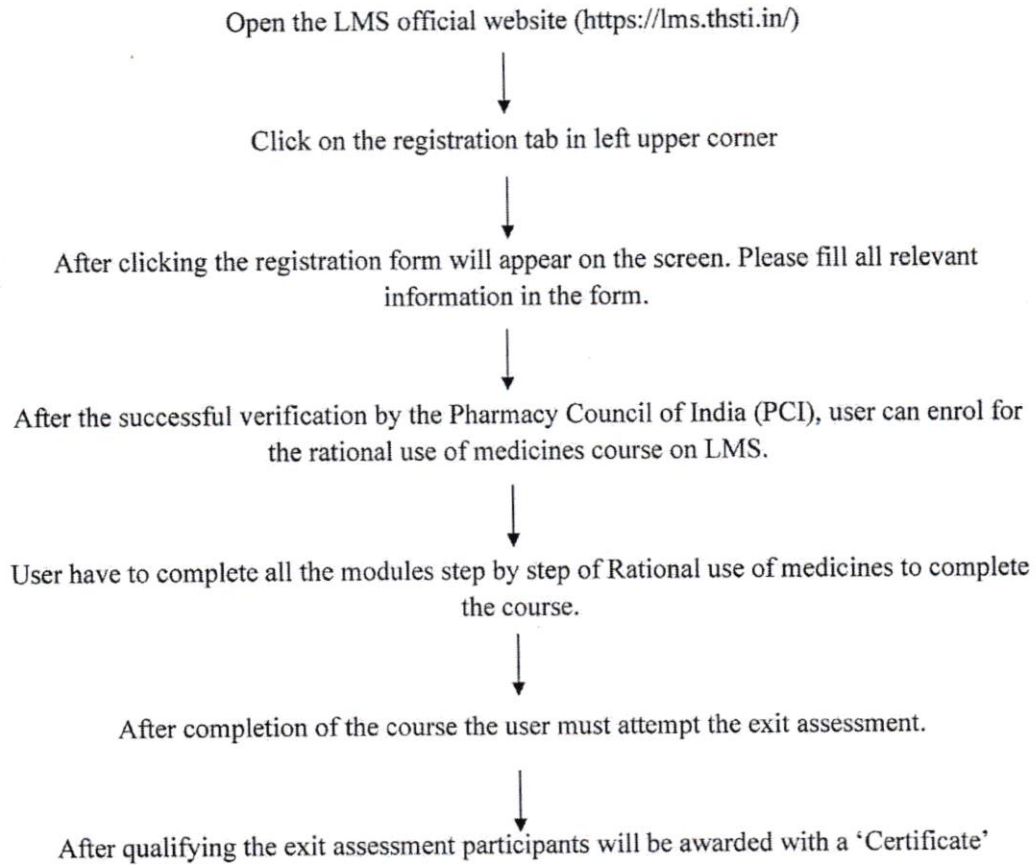 Open the LMS official website (https://lms.thsti.in/)
Click on the registration tab in left upper corner
After clicking the registration form will appear on the screen. Please fill all relevant
information in the form.
After the successful verification by the Pharmacy Council of India (PCI), user can enrol for
the rational use of medicines course on LMS.
User have to complete all the modules step by step of Rational use of medicines to complete
the course.
After completion of the course the user must attempt the exit assessment.
After qualifying the exit assessment participants will be awarded with a ‘Certificate’